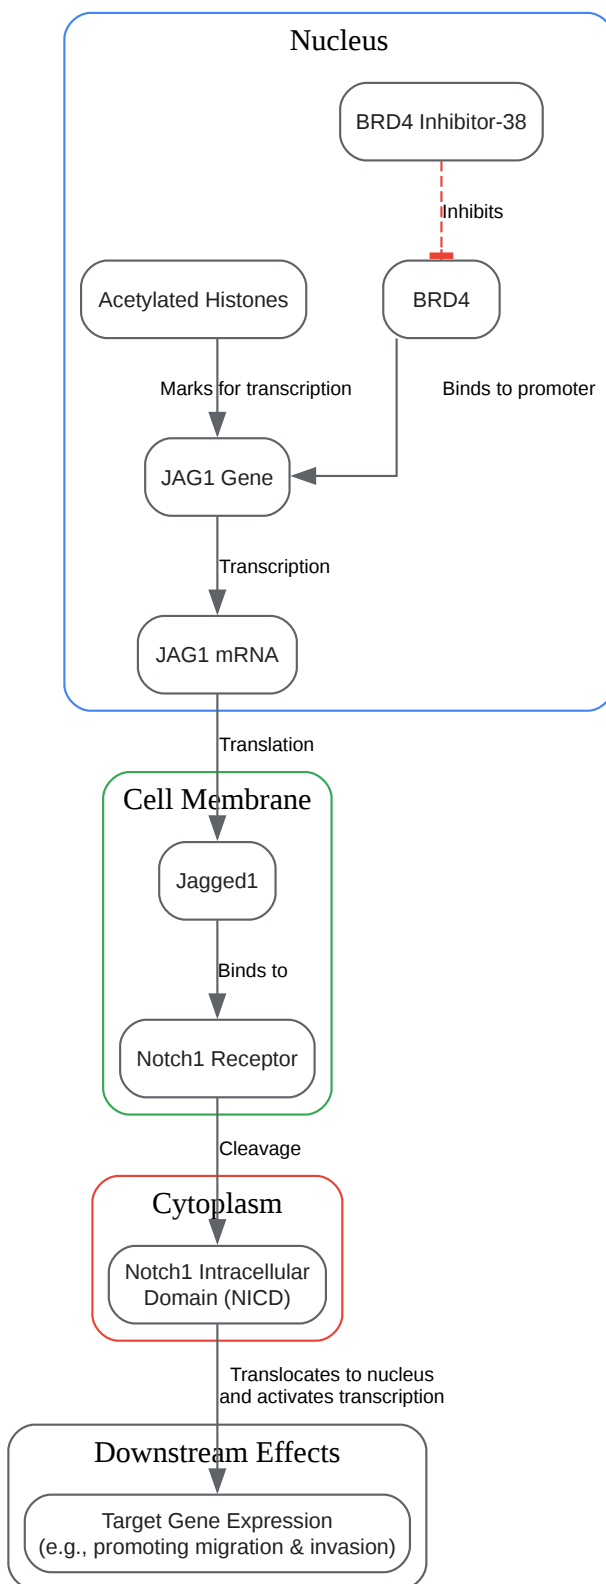 Nucleus
BRD4 Inhibitor-38
Inhibits
Acetylated Histones
BRD4
Marks for transcription
Binds to promoter
JAG1 Gene
Transcription
JAG1 mRNA
Translation
Cell Membrane
Jagged1
Binds to
Notch1 Receptor
Cleavage
Cytoplasm
Notch1 Intracellular
Domain (NICD)
Translocates to nucleus
and activates transcription
Downstream Effects
Target Gene Expression
(e.g., promoting migration & invasion)